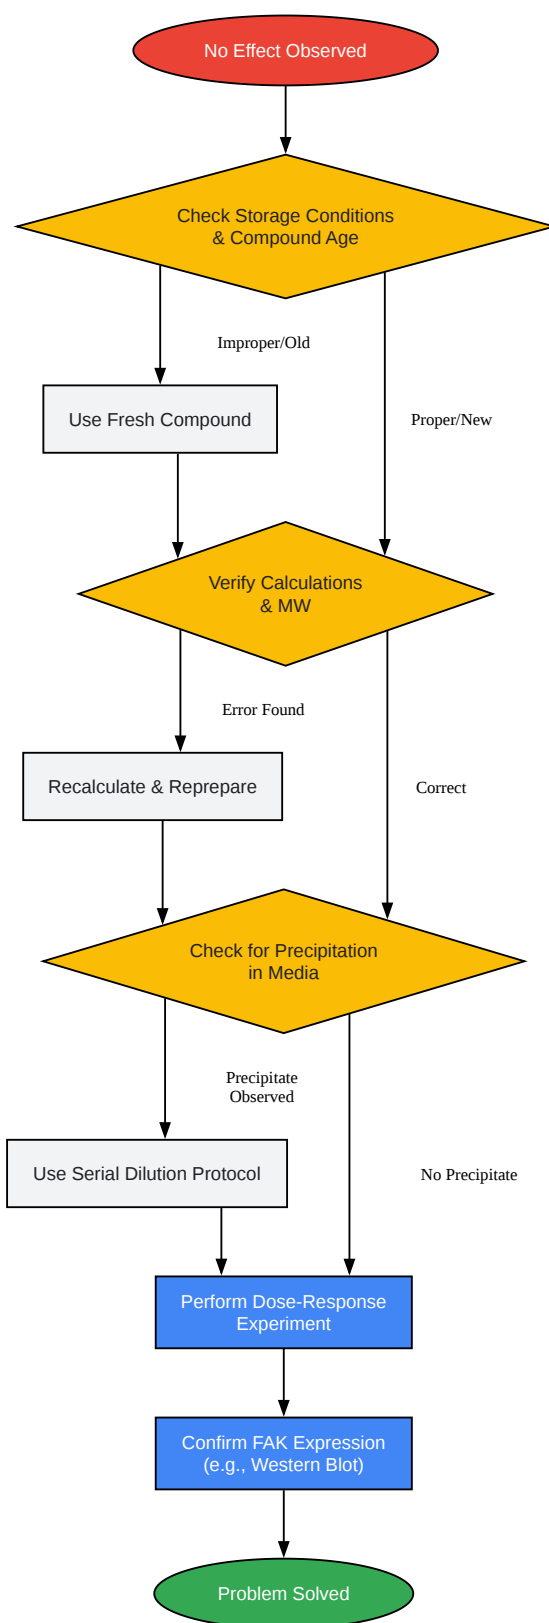 No Effect Observed
Check Storage Conditions
& Compound Age
Improper/Old
Use Fresh Compound
Proper/New
Verify Calculations
& MW
Error Found
Recalculate & Reprepare
Correct
Check for Precipitation
in Media
Precipitate
Observed
Use Serial Dilution Protocol
No Precipitate
Perform Dose-Response
Experiment
Confirm FAK Expression
(e.g., Western Blot)
Problem Solved